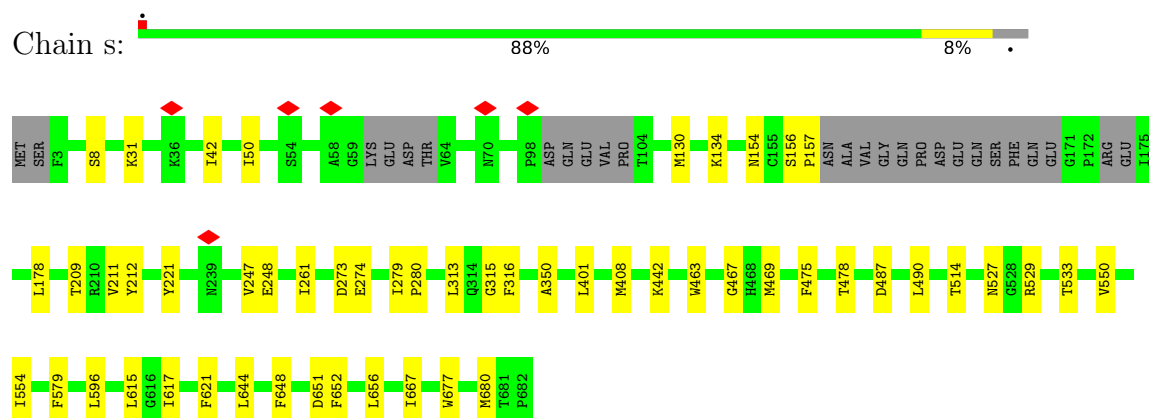 Chain s:
88% 8%
MET SER F3 S8 K31 K36 I42 I50 S54 A58 G59 LYS GLU ASP THR V64 N70 P98 ASP GLN GLU VAL PRO T104 M130 K134 N154 C155 S156 P157 ASN ALA VAL GLY GLN PRO ASP GLU GLN SER PHE GLN GLU G171 P172 ARG GLU I175
L178 T209 R210 V211 Y212 Y221 N239 V247 E248 I261 D273 E274 I279 P280 L313 Q314 G315 F316 A350 L401 M408 K442 W463 G467 H468 M469 F475 T478 D487 L490 T514 N527 G528 R529 T533 V550
I554 F579 L596 L615 G616 I617 F621 L644 F648 D651 F652 L656 I667 W677 M680 T681 P682